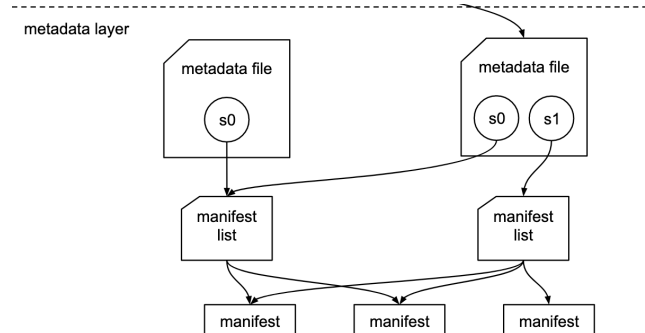 metadata layer
metadata file
metadata file
s0
s0
s1
manifest
list
manifest
list
manifest
manifest
manifest